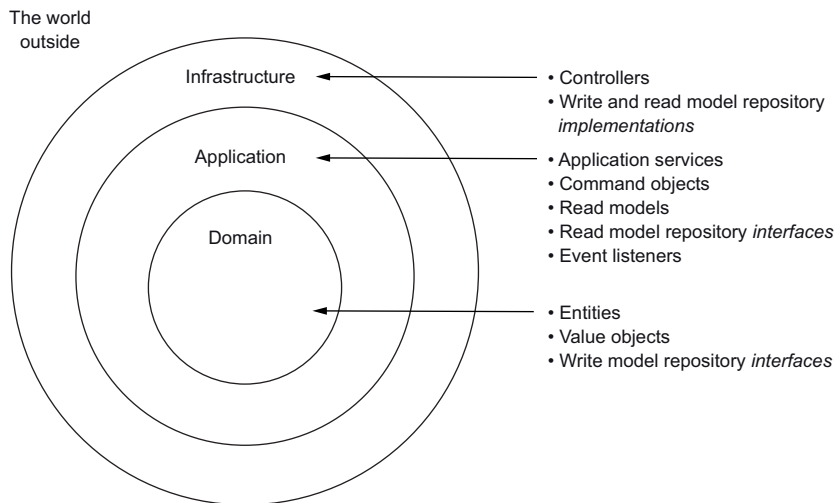 The world
outside
Infrastructure
• Controllers
• Write and read model repository
implementations
Application
• Application services
• Command objects
• Read models
• Read model repository interfaces
• Event listeners
Domain
• Entities
• Value objects
• Write model repository interfaces